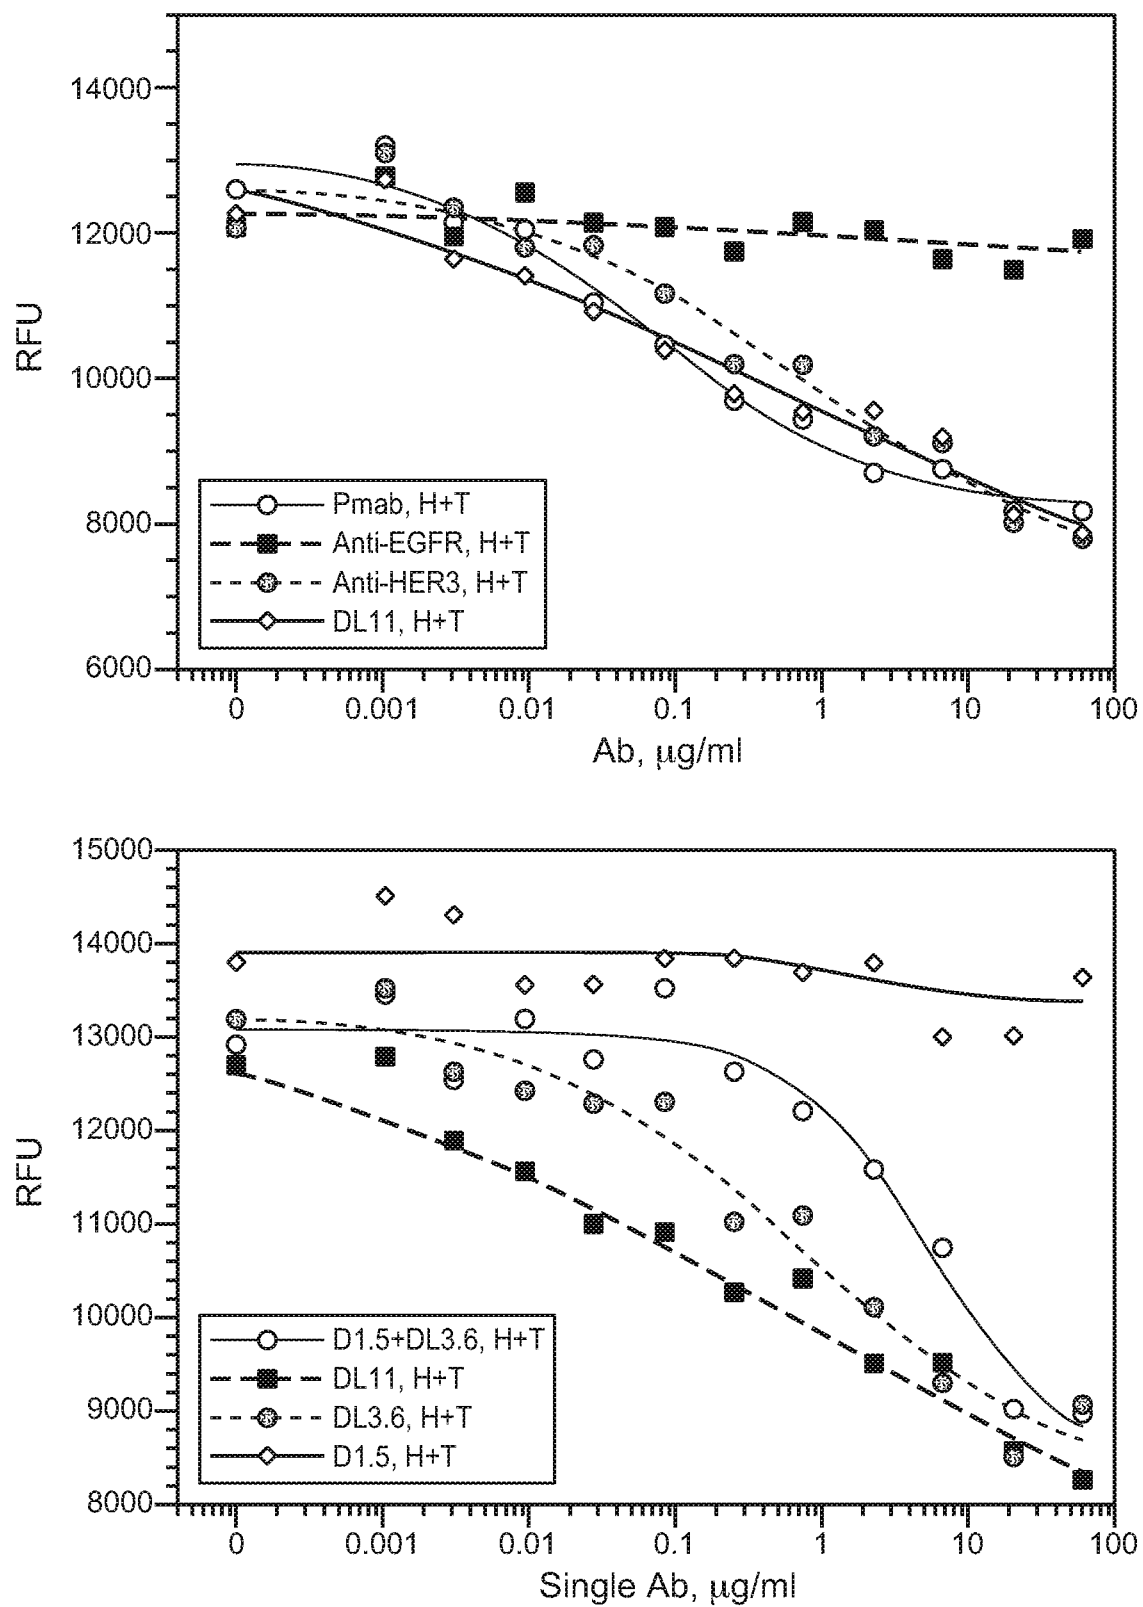 14000
12000
10000
8000
6000
RFU
Pmab, H+T
Anti-EGFR, H+T
Anti-HER3, H+T
DL11, H+T
0 0.001 0.01 0.1 1 10 100
Ab, μg/ml
15000
14000
13000
12000
11000
10000
9000
8000
RFU
D1.5+DL3.6, H+T
DL11, H+T
DL3.6, H+T
D1.5, H+T
0 0.001 0.01 0.1 1 10 100
Single Ab, μg/ml